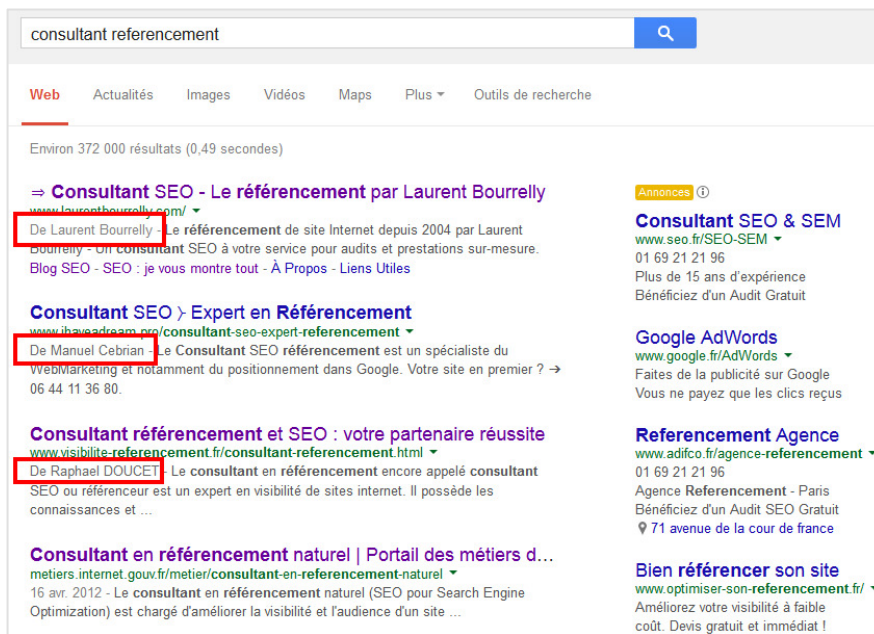 consultant referencement
Web Actualités Images Vidéos Maps Plus Outils de recherche
Environ 372 000 résultats (0,49 secondes)
⇒ Consultant SEO - Le référencement par Laurent Bourrelly
www.laurentbourrelly.com/
De Laurent Bourrelly - Le référencement de site Internet depuis 2004 par Laurent
Bourrelly - Un consultant SEO à votre service pour audits et prestations sur-mesure.
Blog SEO - SEO : je vous montre tout - À Propos - Liens Utiles
Consultant SEO 〉 Expert en Référencement
www.ihaveadream.pro/consultant-seo-expert-referencement
De Manuel Cebrian - Le Consultant SEO référencement est un spécialiste du
WebMarketing et notamment du positionnement dans Google. Votre site en premier ? →
06 44 11 36 80.
Consultant référencement et SEO : votre partenaire réussite
www.visibilite-referencement.fr/consultant-referencement.html
De Raphael DOUCET - Le consultant en référencement encore appelé consultant
SEO ou référenceur est un expert en visibilité de sites internet. Il possède les
connaissances et ...
Consultant en référencement naturel | Portail des métiers d...
metiers.internet.gouv.fr/metier/consultant-en-referencement-naturel
16 avr. 2012 - Le consultant en référencement naturel (SEO pour Search Engine
Optimization) est chargé d'améliorer la visibilité et l'audience d'un site ...
Annonces
Consultant SEO & SEM
www.seo.fr/SEO-SEM
01 69 21 21 96
Plus de 15 ans d'expérience
Bénéficiez d'un Audit Gratuit
Google AdWords
www.google.fr/AdWords
Faites de la publicité sur Google
Vous ne payez que les clics reçus
Referencement Agence
www.adifco.fr/agence-referencement
01 69 21 21 96
Agence Referencement - Paris
Bénéficiez d'un Audit SEO Gratuit
71 avenue de la cour de france
Bien référencer son site
www.optimiser-son-referencement.fr/
Améliorez votre visibilité à faible
coût. Devis gratuit et immédiat !